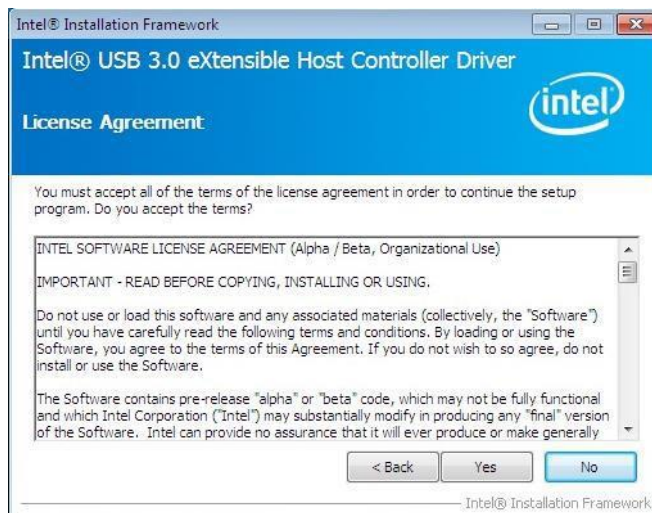 Intel® Installation Framework
Intel® USB 3.0 eXtensible Host Controller Driver
intel
License Agreement
You must accept all of the terms of the license agreement in order to continue the setup
program. Do you accept the terms?
INTEL SOFTWARE LICENSE AGREEMENT (Alpha / Beta, Organizational Use)
IMPORTANT - READ BEFORE COPYING, INSTALLING OR USING.
Do not use or load this software and any associated materials (collectively, the "Software")
until you have carefully read the following terms and conditions. By loading or using the
Software, you agree to the terms of this Agreement. If you do not wish to so agree, do not
install or use the Software.
The Software contains pre-release "alpha" or "beta" code, which may not be fully functional
and which Intel Corporation ("Intel") may substantially modify in producing any "final" version
of the Software. Intel can provide no assurance that it will ever produce or make generally
< Back Yes No
Intel® Installation Framework